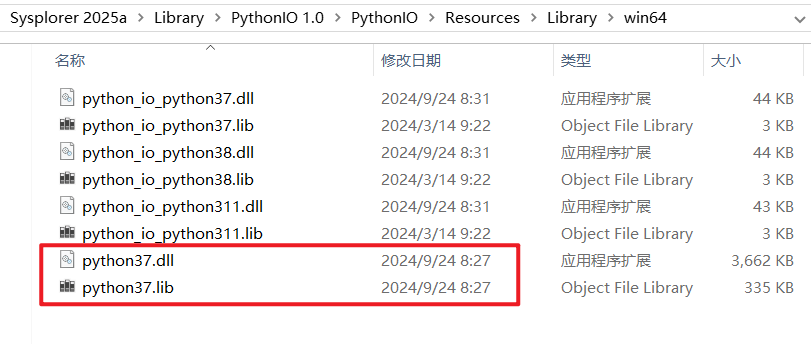 Sysplorer 2025a > Library > PythonIO 1.0 > PythonIO > Resources > Library > win64
名称 修改日期 类型 大小
python_io_python37.dll 2024/9/24 8:31 应用程序扩展 44 KB
python_io_python37.lib 2024/3/14 9:22 Object File Library 3 KB
python_io_python38.dll 2024/9/24 8:31 应用程序扩展 44 KB
python_io_python38.lib 2024/3/14 9:22 Object File Library 3 KB
python_io_python311.dll 2024/9/24 8:31 应用程序扩展 43 KB
python_io_python311.lib 2024/3/14 9:22 Object File Library 3 KB
python37.dll 2024/9/24 8:27 应用程序扩展 3,662 KB
python37.lib 2024/9/24 8:27 Object File Library 335 KB